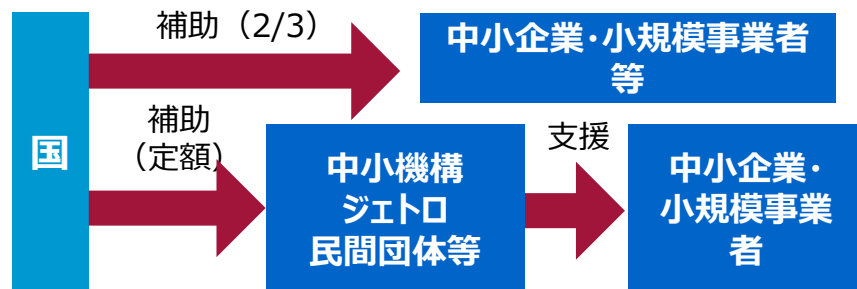 補助（2/3）
中小企業・小規模事業者
等
国
補助
（定額）
中小機構
ジェトロ
民間団体等
支援
中小企業・
小規模事業
者